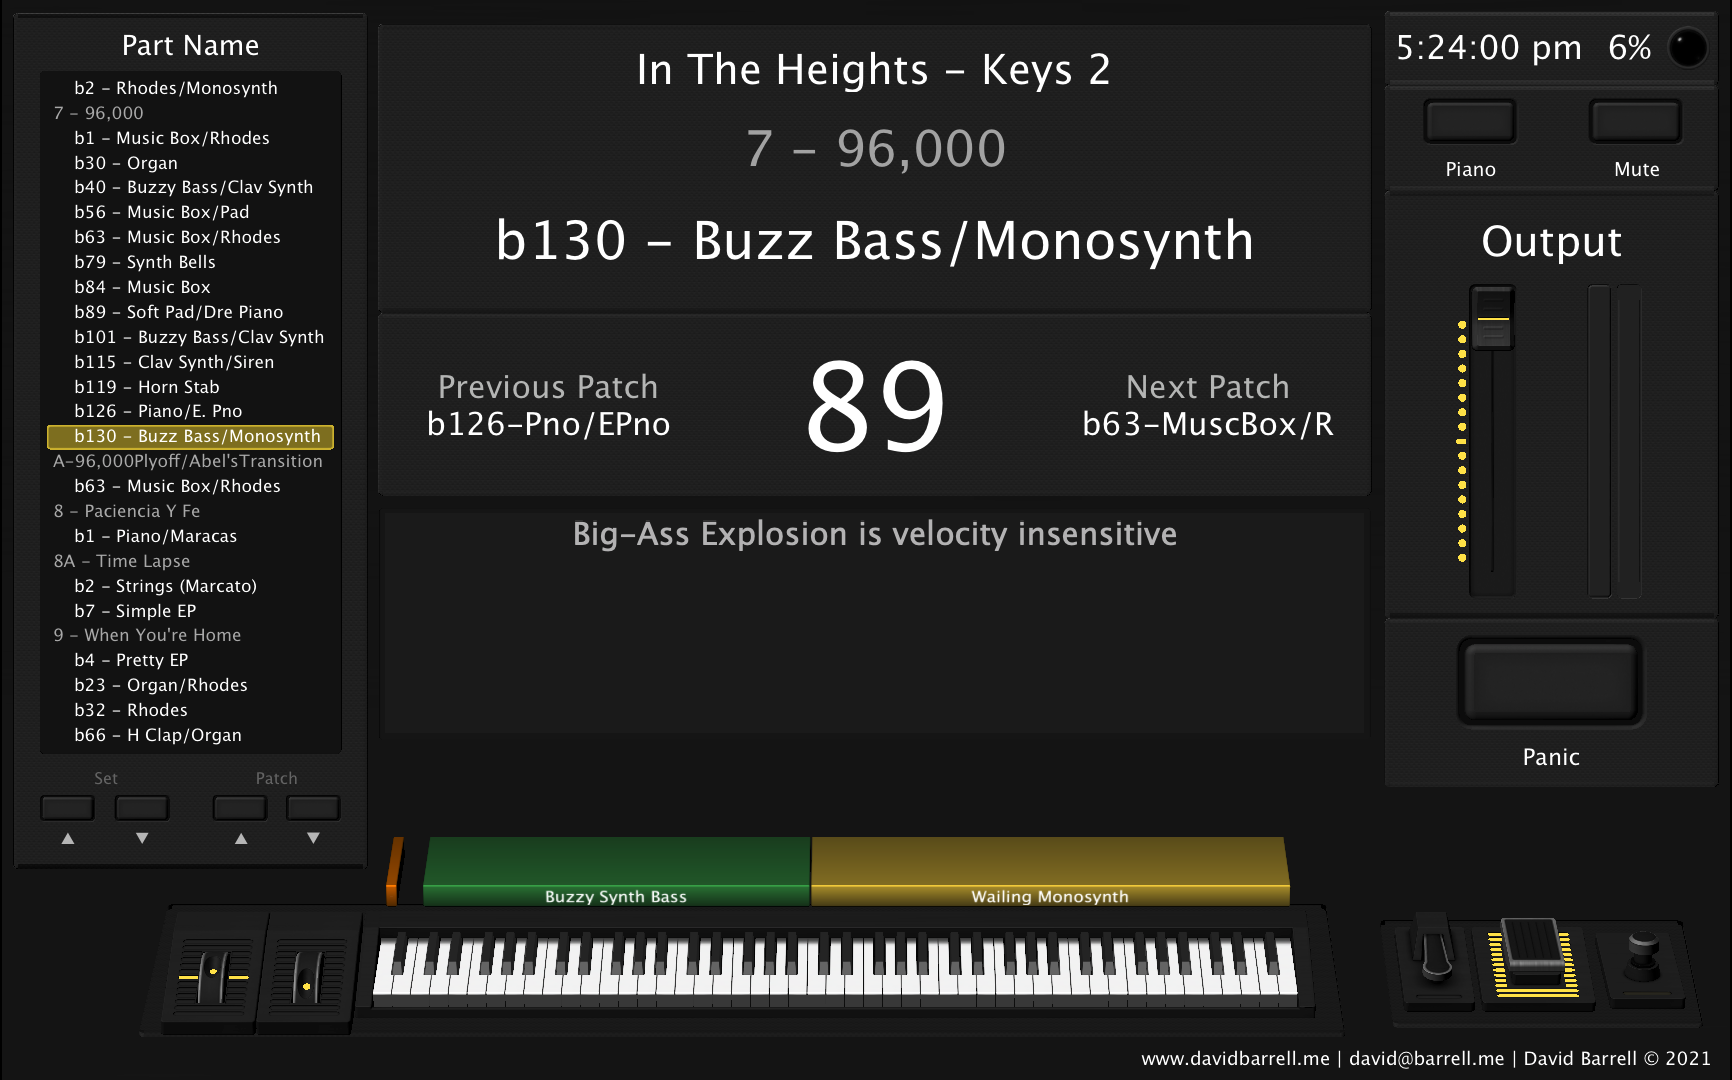 Part Name
b2 – Rhodes/Monosynth
7 – 96,000
b1 – Music Box/Rhodes
b30 – Organ
b40 – Buzzy Bass/Clav Synth
b56 – Music Box/Pad
b63 – Music Box/Rhodes
b79 – Synth Bells
b84 – Music Box
b89 – Soft Pad/Dre Piano
b101 – Buzzy Bass/Clav Synth
b115 – Clav Synth/Siren
b119 – Horn Stab
b126 – Piano/E. Pno
b130 – Buzz Bass/Monosynth
A–96,000Plyoff/Abel'sTransition
b63 – Music Box/Rhodes
8 – Paciencia Y Fe
b1 – Piano/Maracas
8A – Time Lapse
b2 – Strings (Marcato)
b7 – Simple EP
9 – When You're Home
b4 – Pretty EP
b23 – Organ/Rhodes
b32 – Rhodes
b66 – H Clap/Organ
Set
Patch
In The Heights – Keys 2
7 – 96,000
b130 – Buzz Bass/Monosynth
Previous Patch
b126–Pno/EPno
89
Next Patch
b63–MuscBox/R
Big–Ass Explosion is velocity insensitive
5:24:00 pm 6%
Piano
Mute
Output
Panic
Buzzy Synth Bass
Wailing Monosynth
www.davidbarrell.me | david@barrell.me | David Barrell © 2021